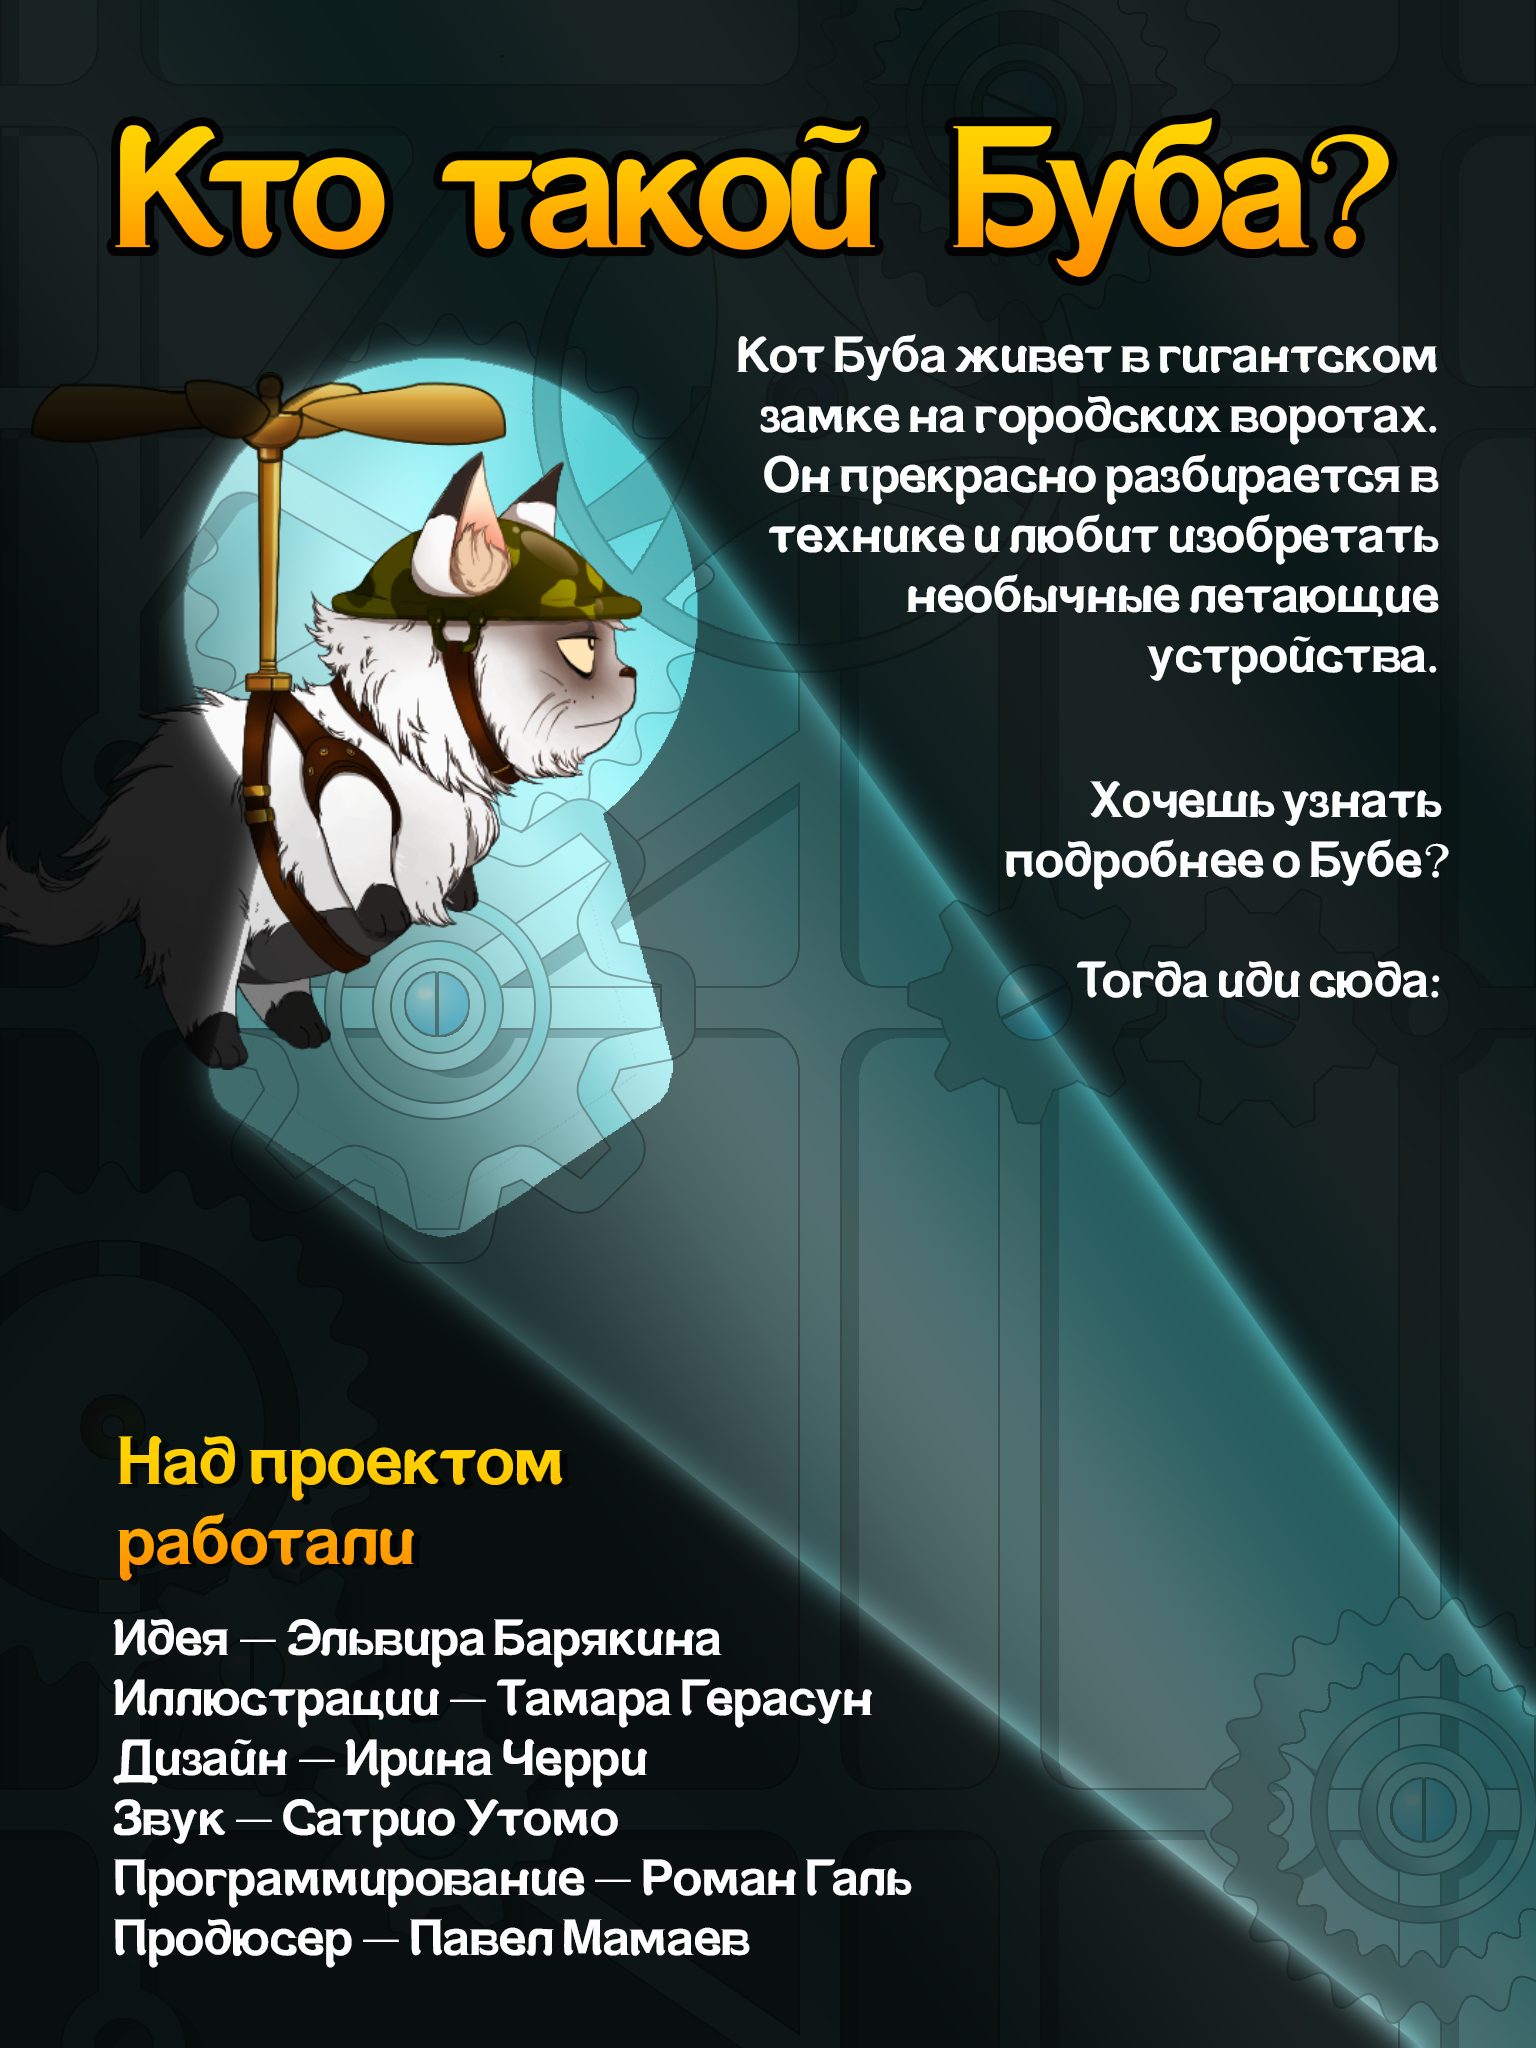 Кто такой Буба?
Кот Буба живет в гигантском
замке на городских воротах.
Он прекрасно разбирается в
технике и любит изобретать
необычные летающие
устройства.
Хочешь узнать
подробнее о Бубе?
Тогда иди сюда:
Над проектом
работали
Идея — Эльвира Барякина
Иллюстрации — Тамара Герасун
Дизайн — Ирина Черри
Звук — Сатрио Утомо
Программирование — Роман Галь
Продюсер — Павел Мамаев